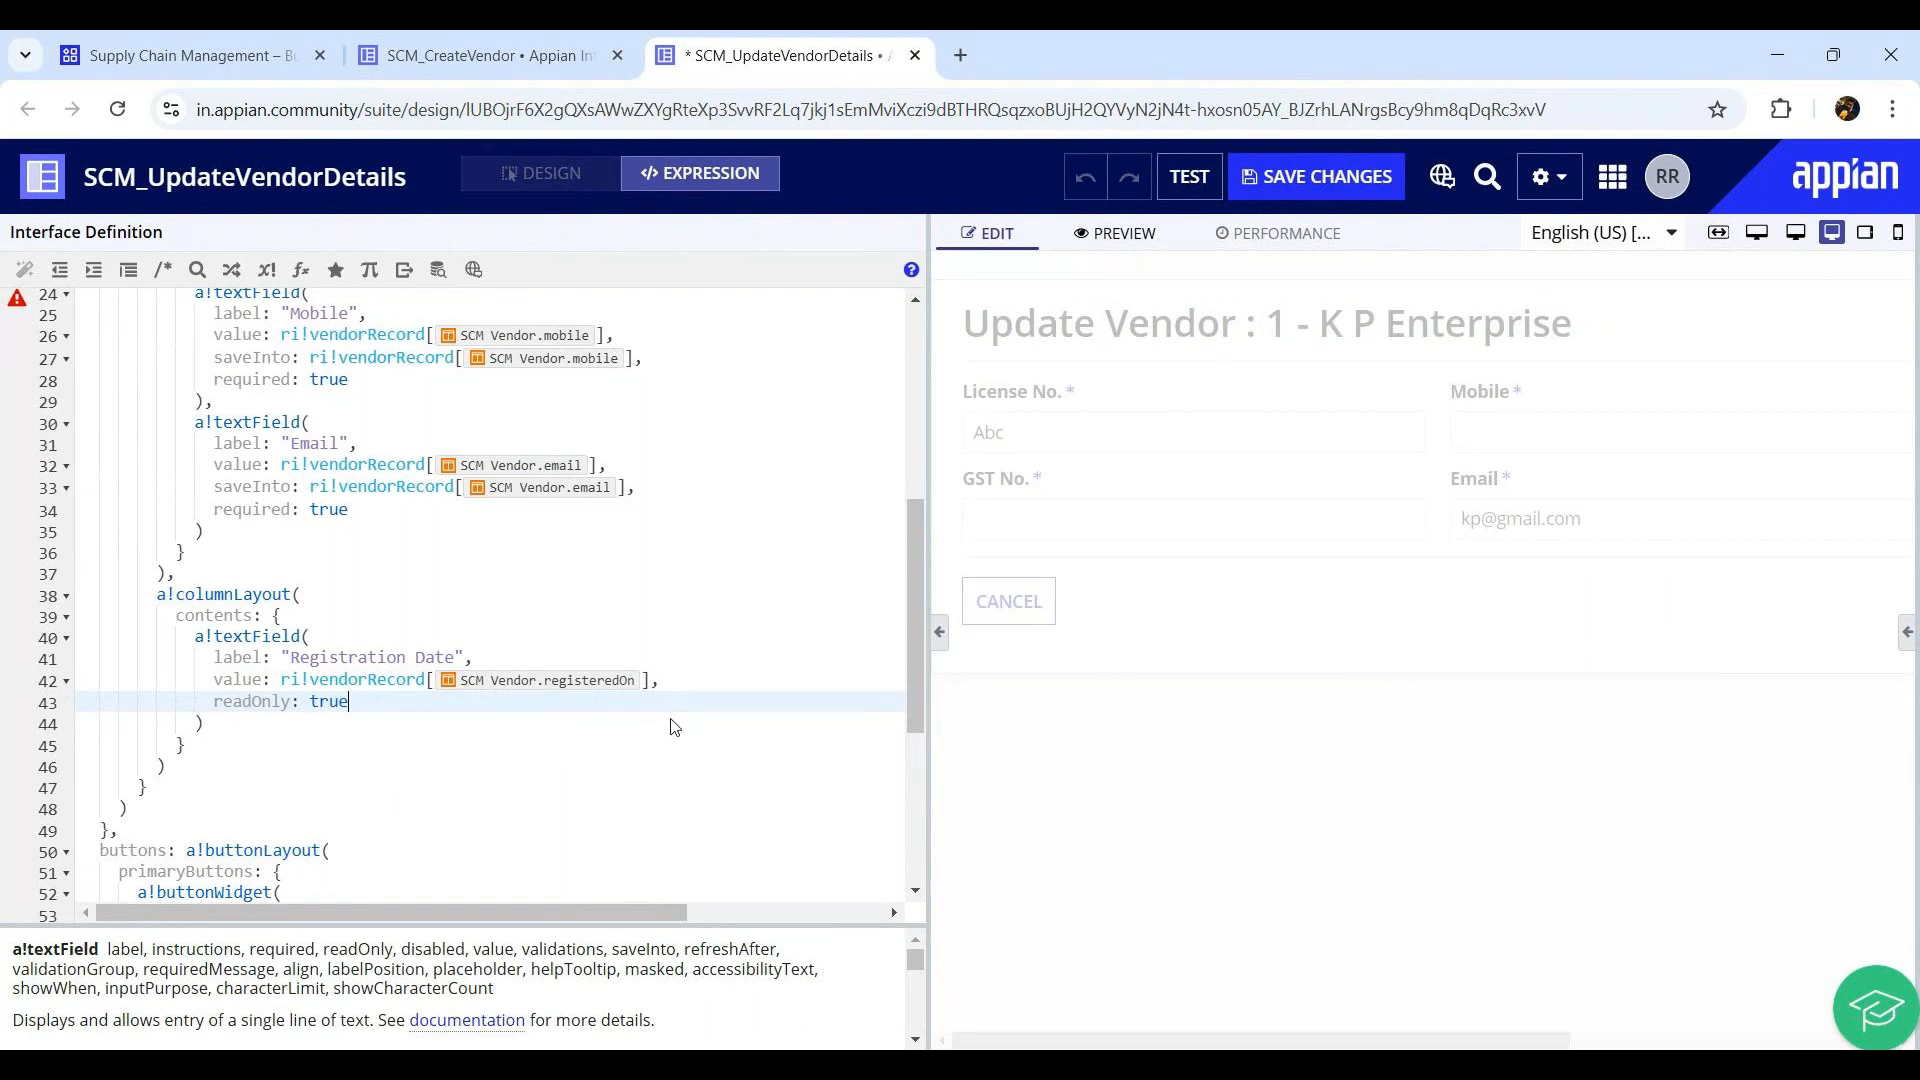 Supply Chain Management – B
SCM_CreateVendor • Appian In
* SCM_UpdateVendorDetails •
in.appian.community/suite/design/lUBOjrF6X2gQXsAWwZXYgRteXp3SvvRF2Lq7jkj1sEmMviXczi9dBTHRQsqzxoBUjH2QYVyN2jN4t-hxosn05AY_BJZrhLANrgsBcy9hm8qDqRc3xvV
SCM_UpdateVendorDetails
DESIGN
</> EXPRESSION
TEST
SAVE CHANGES
RR
appian
Interface Definition
EDIT
PREVIEW
PERFORMANCE
English (US) [...
24 a!textField(
25 label: "Mobile",
26 value: ri!vendorRecord[ SCM Vendor.mobile ],
27 saveInto: ri!vendorRecord[ SCM Vendor.mobile ],
28 required: true
29 ),
30 a!textField(
31 label: "Email",
32 value: ri!vendorRecord[ SCM Vendor.email ],
33 saveInto: ri!vendorRecord[ SCM Vendor.email ],
34 required: true
35 )
36 }
37 ),
38 a!columnLayout(
39 contents: {
40 a!textField(
41 label: "Registration Date",
42 value: ri!vendorRecord[ SCM Vendor.registeredOn ],
43 readOnly: true
44 )
45 }
46 )
47 }
48 )
49 },
50 buttons: a!buttonLayout(
51 primaryButtons: {
52 a!buttonWidget(
53
a!textField label, instructions, required, readOnly, disabled, value, validations, saveInto, refreshAfter,
validationGroup, requiredMessage, align, labelPosition, placeholder, helpTooltip, masked, accessibilityText,
showWhen, inputPurpose, characterLimit, showCharacterCount
Displays and allows entry of a single line of text. See documentation for more details.
Update Vendor : 1 - K P Enterprise
License No. *
Mobile *
Abc
GST No. *
Email *
kp@gmail.com
CANCEL